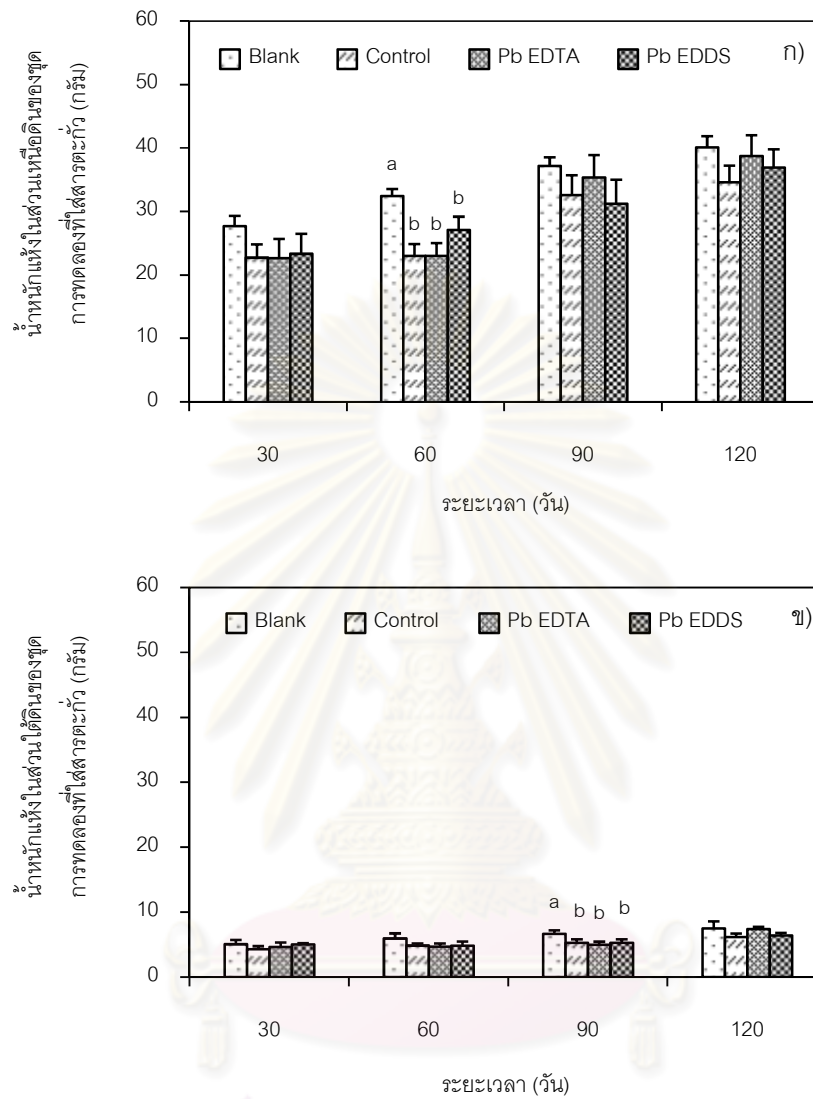 น้ำหนักแห้งในส่วนเหนือดินของชุด
การทดลองที่ใส่สารตะกั่ว (กรัม)
60
50
40
30
20
10
0
Blank Control Pb EDTA Pb EDDS ก)
a
b b b
30 60 90 120
ระยะเวลา (วัน)
น้ำหนักแห้งในส่วนใต้ดินของชุด
การทดลองที่ใส่สารตะกั่ว (กรัม)
60
50
40
30
20
10
0
Blank Control Pb EDTA Pb EDDS ข)
a b b b
30 60 90 120
ระยะเวลา (วัน)